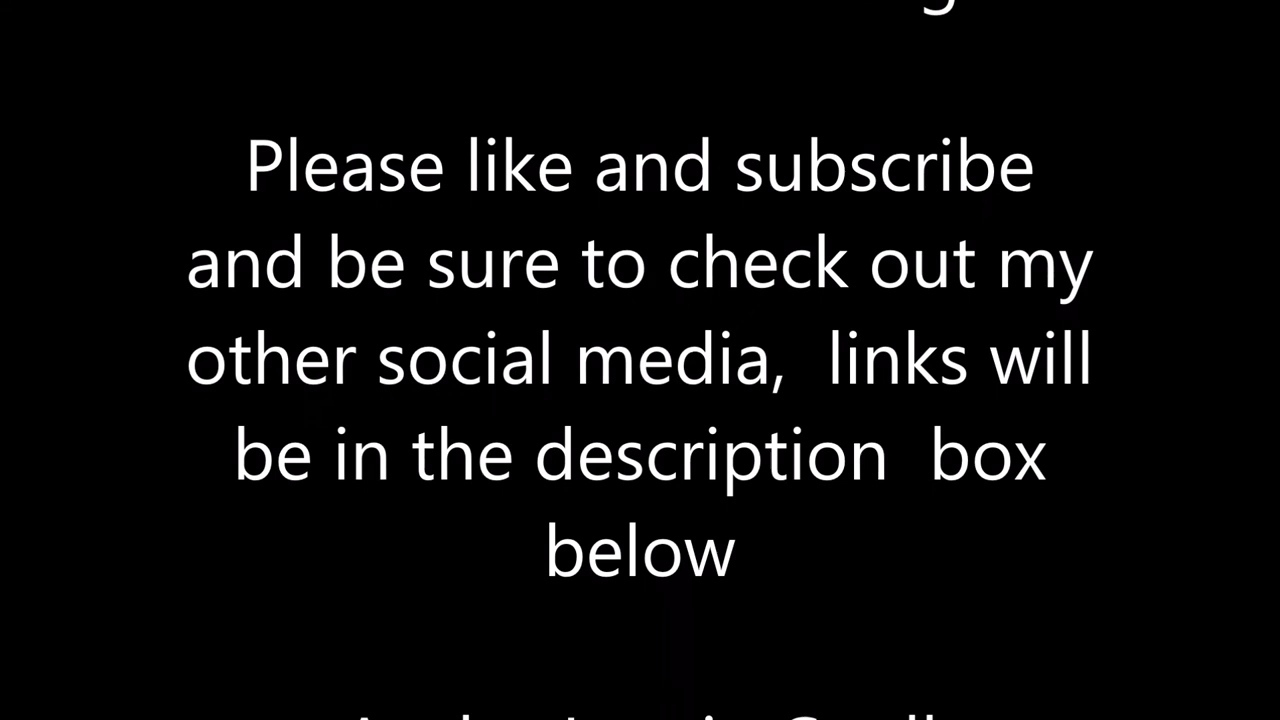 Please like and subscribe
and be sure to check out my
other social media,  links will
be in the description  box
below